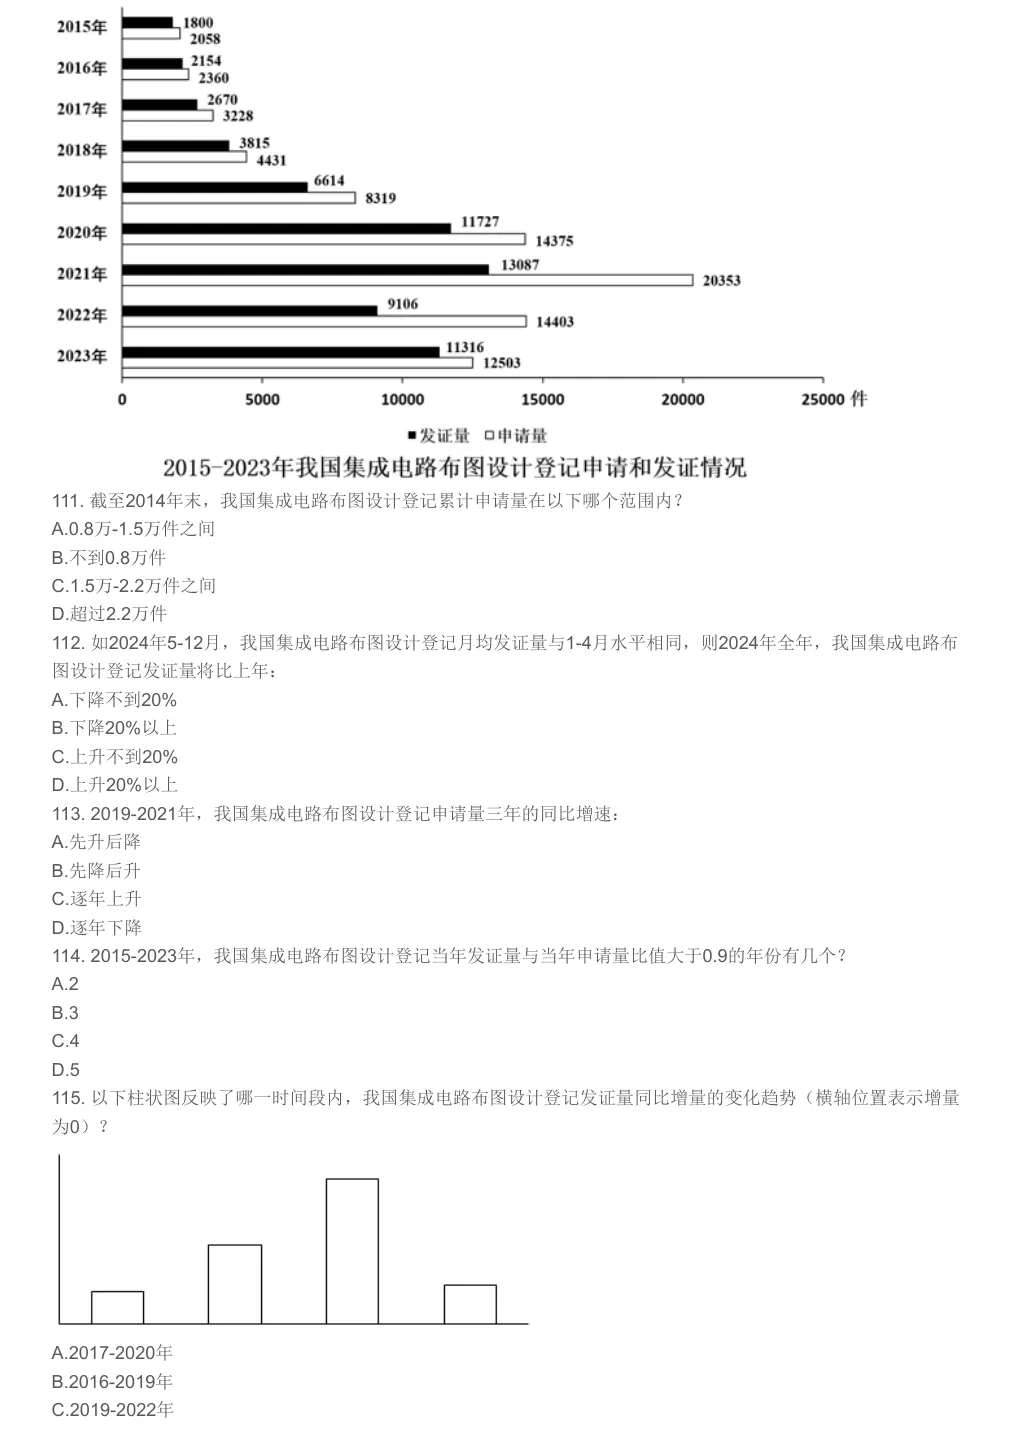 2015年
1800
2058
2016年
2154
2360
2017年
2670
3228
2018年
3815
4431
2019年
6614
8319
2020年
11727
14375
2021年
13087
20353
2022年
9106
14403
2023年
11316
12503
0 5000 10000 15000 20000 25000 件
■发证量 □申请量
2015-2023年我国集成电路布图设计登记申请和发证情况
111. 截至2014年末，我国集成电路布图设计登记累计申请量在以下哪个范围内？
A.0.8万-1.5万件之间
B.不到0.8万件
C.1.5万-2.2万件之间
D.超过2.2万件
112. 如2024年5-12月，我国集成电路布图设计登记月均发证量与1-4月水平相同，则2024年全年，我国集成电路布
图设计登记发证量将比上年：
A.下降不到20%
B.下降20%以上
C.上升不到20%
D.上升20%以上
113. 2019-2021年，我国集成电路布图设计登记申请量三年的同比增速：
A.先升后降
B.先降后升
C.逐年上升
D.逐年下降
114. 2015-2023年，我国集成电路布图设计登记当年发证量与当年申请量比值大于0.9的年份有几个？
A.2
B.3
C.4
D.5
115. 以下柱状图反映了哪一时间段内，我国集成电路布图设计登记发证量同比增量的变化趋势（横轴位置表示增量
为0）？
A.2017-2020年
B.2016-2019年
C.2019-2022年